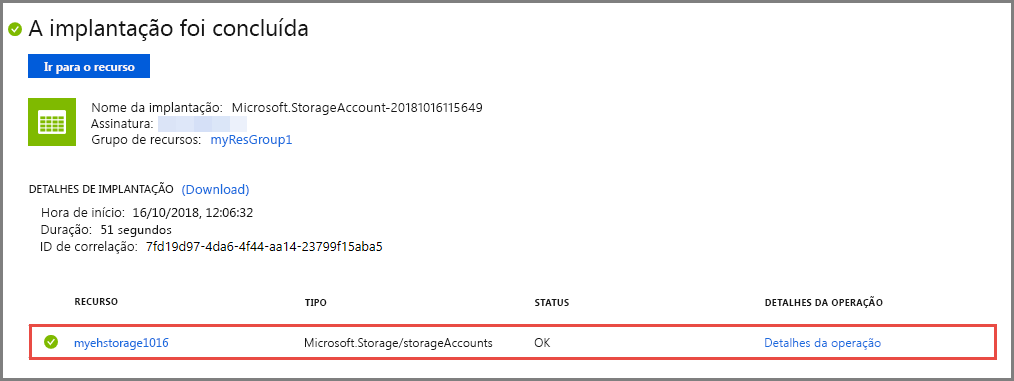 A implantação foi concluída
Ir para o recurso
Nome da implantação: Microsoft.StorageAccount-20181016115649
Assinatura:
Grupo de recursos: myResGroup1
DETALHES DE IMPLANTAÇÃO (Download)
Hora de início: 16/10/2018, 12:06:32
Duração: 51 segundos
ID de correlação: 7fd19d97-4da6-4f44-aa14-23799f15aba5
RECURSO TIPO STATUS DETALHES DA OPERAÇÃO
myehstorage1016 Microsoft.Storage/storageAccounts OK Detalhes da operação